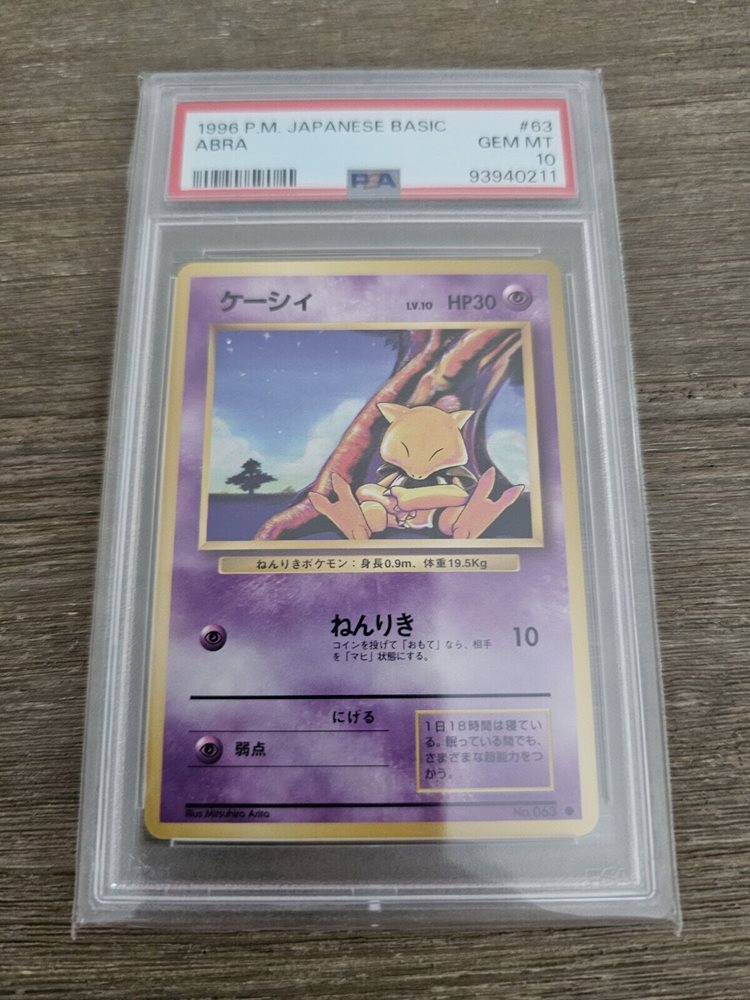 1996 P.M. JAPANESE BASIC #63
ABRA GEM MT
10
PSA 93940211
ケーシィ LV.10 HP30
ねんりきポケモン：身長0.9m、体重19.5Kg
ねんりき 10
コインを投げて「おもて」なら、相手
を「マヒ」状態にする。
にげる
弱点
1日18時間は寝てい
る。眠っている間でも、
さまざまな超能力をつ
かう。
Illus. Mitsuhiro Arita No.063